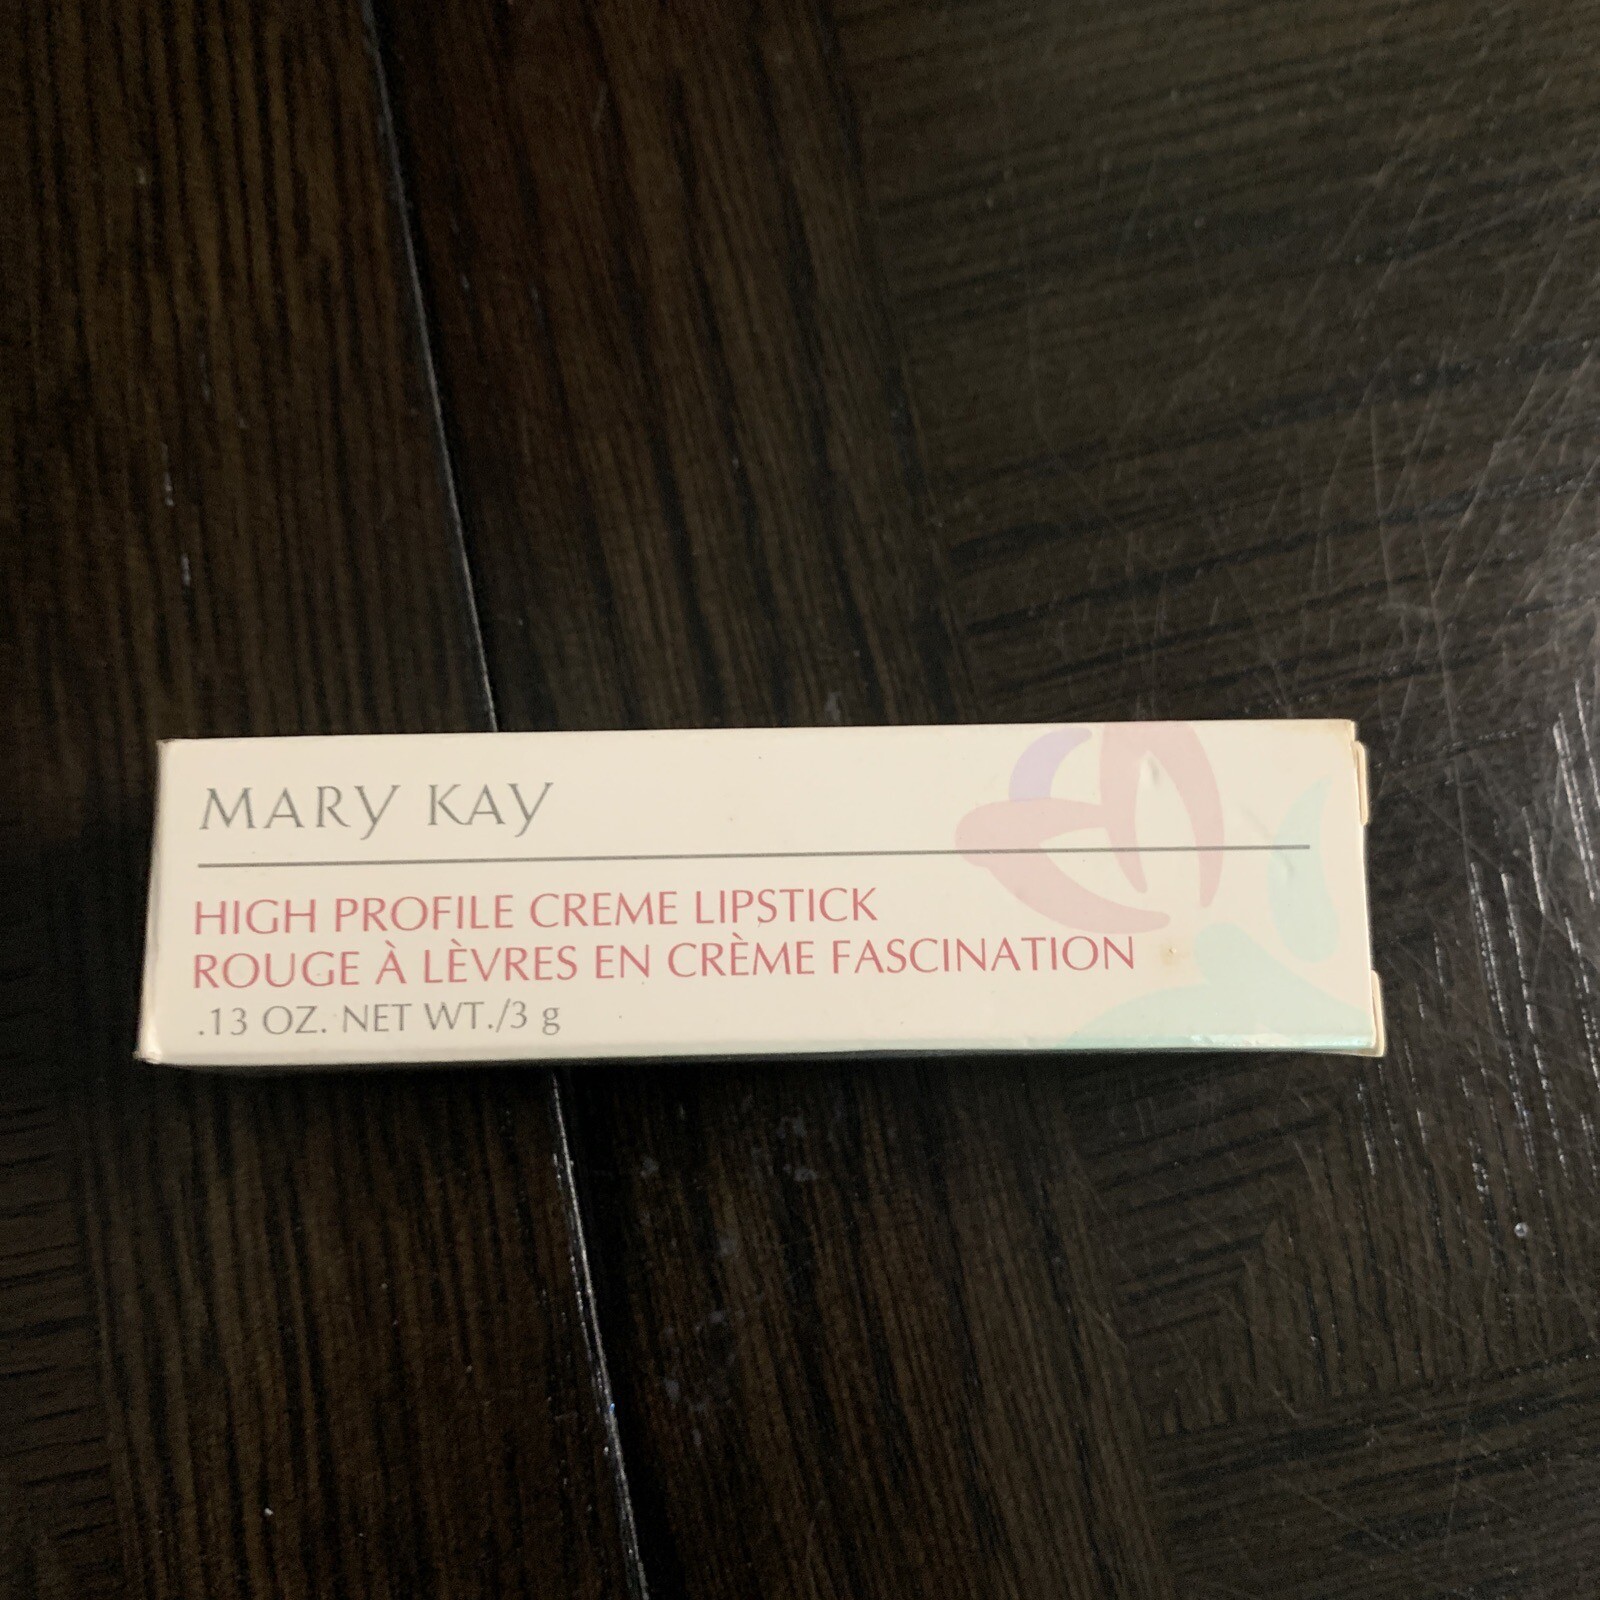 MARY KAY
HIGH PROFILE CREME LIPSTICK
ROUGE À LÈVRES EN CRÈME FASCINATION
.13 OZ. NET WT./3 g